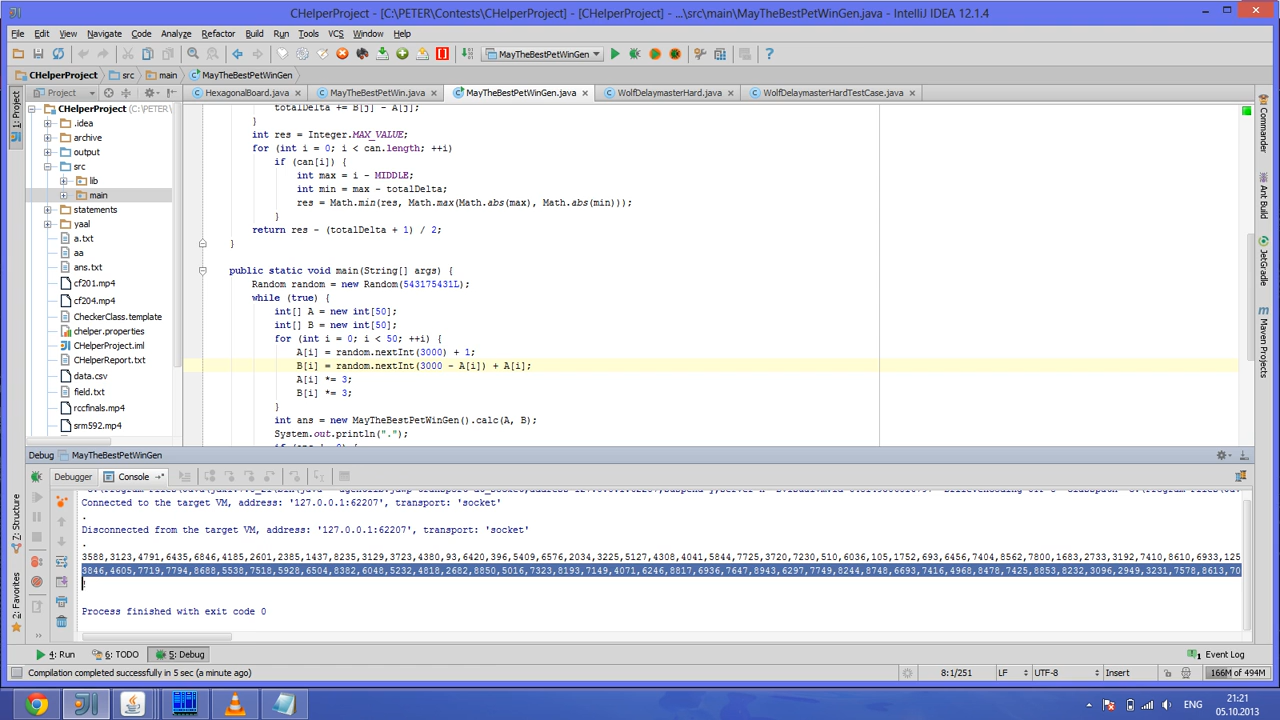 CHelperProject - [C:\PETER\Contests\CHelperProject] - [CHelperProject] - ...\src\main\MayTheBestPetWinGen.java - IntelliJ IDEA 12.1.4
File Edit View Navigate Code Analyze Refactor Build Run Tools VCS Window Help
MayTheBestPetWinGen
CHelperProject src main MayTheBestPetWinGen
Project HexagonalBoard.java MayTheBestPetWin.java MayTheBestPetWinGen.java WolfDelaymasterHard.java WolfDelaymasterHardTestCase.java
1: Project
7: Structure
2: Favorites
CHelperProject (C:\PETER\
.idea
archive
output
src
lib
main
statements
yaal
a.txt
aa
ans.txt
cf201.mp4
cf204.mp4
CheckerClass.template
chelper.properties
CHelperProject.iml
CHelperReport.txt
data.csv
field.txt
rccfinals.mp4
srm592.mp4
totalDelta += B[j] - A[j];
}
int res = Integer.MAX_VALUE;
for (int i = 0; i < can.length; ++i)
if (can[i]) {
int max = i - MIDDLE;
int min = max - totalDelta;
res = Math.min(res, Math.max(Math.abs(max), Math.abs(min)));
}
return res - (totalDelta + 1) / 2;
}
public static void main(String[] args) {
Random random = new Random(543175431L);
while (true) {
int[] A = new int[50];
int[] B = new int[50];
for (int i = 0; i < 50; ++i) {
A[i] = random.nextInt(3000) + 1;
B[i] = random.nextInt(3000 - A[i]) + A[i];
A[i] *= 3;
B[i] *= 3;
}
int ans = new MayTheBestPetWinGen().calc(A, B);
System.out.println(".");
Commander
Ant Build
JetGradle
Maven Projects
Debug MayTheBestPetWinGen
Debugger Console
Connected to the target VM, address: '127.0.0.1:62207', transport: 'socket'
.
Disconnected from the target VM, address: '127.0.0.1:62207', transport: 'socket'
.
3588,3123,4791,6435,6846,4185,2601,2385,1437,8235,3129,3723,4380,93,6420,396,5409,6576,2034,3225,5127,4308,4041,5844,7725,3720,7230,510,6036,105,1752,693,6456,7404,8562,7800,1683,2733,3192,7410,8610,6933,125
3846,4605,7719,7794,8688,5538,7518,5928,6504,8382,6048,5232,4818,2682,8850,5016,7323,8193,7149,4071,6246,8817,6936,7647,8943,6297,7749,8244,8748,6693,7416,4968,8478,7425,8853,8232,3096,2949,3231,7578,8613,70
!
Process finished with exit code 0
4: Run 6: TODO 5: Debug Event Log
Compilation completed successfully in 5 sec (a minute ago) 8:1/251 LF UTF-8 Insert 166M of 494M
ENG 21:21
05.10.2013